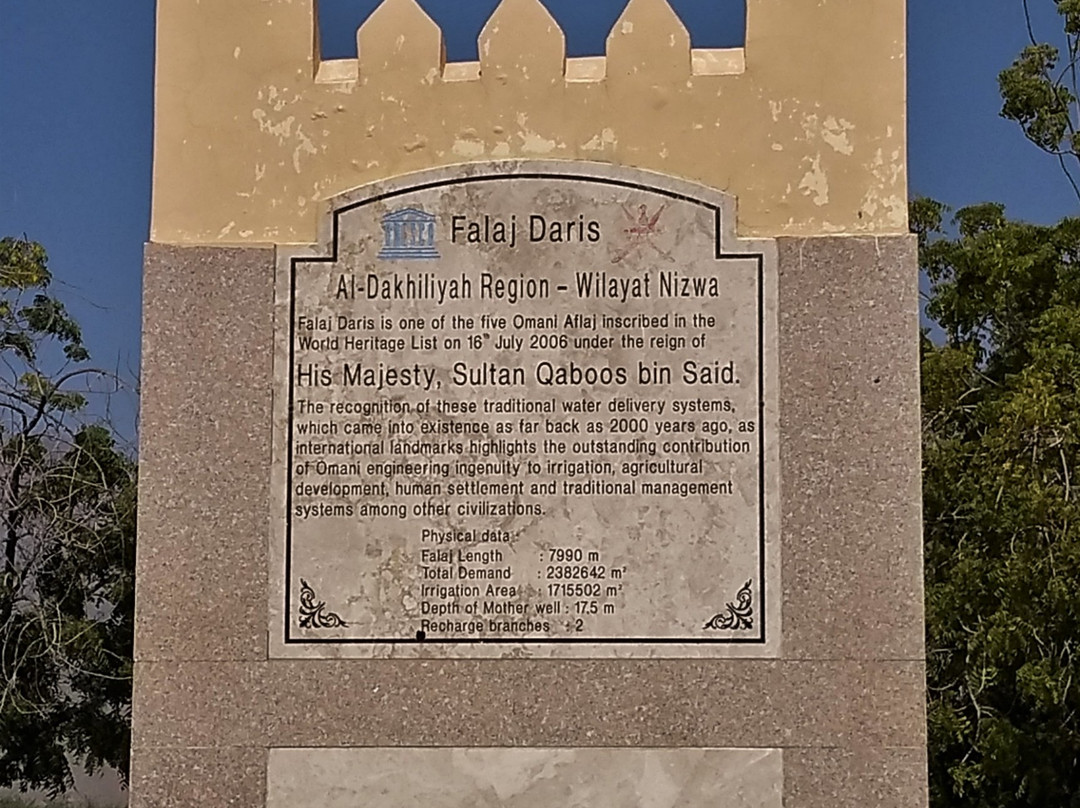 Falaj Daris
Al-Dakhiliyah Region - Wilayat Nizwa
Falaj Daris is one of the five Omani Aflaj inscribed in the
World Heritage List on 16th July 2006 under the reign of
His Majesty, Sultan Qaboos bin Said.
The recognition of these traditional water delivery systems,
which came into existence as far back as 2000 years ago, as
international landmarks highlights the outstanding contribution
of Omani engineering ingenuity to irrigation, agricultural
development, human settlement and traditional management
systems among other civilizations.
Physical data :
Falaj Length : 7990 m
Total Demand : 2382642 m³
Irrigation Area : 1715502 m²
Depth of Mother well : 17.5 m
Recharge branches : 2